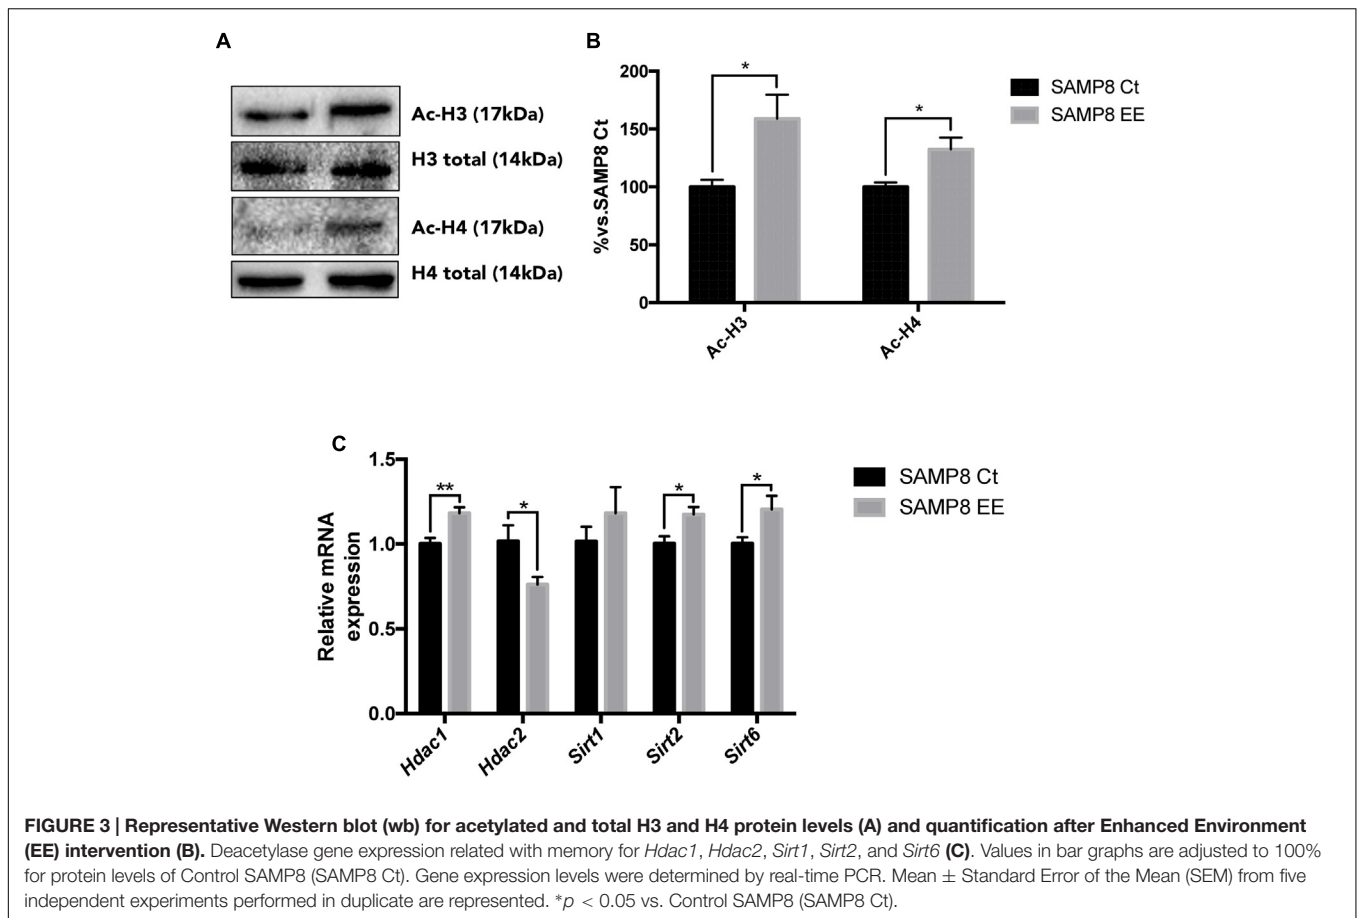 A
Ac-H3 (17kDa)
H3 total (14kDa)
Ac-H4 (17kDa)
H4 total (14kDa)
B
%vs.SAMP8 Ct
200
150
100
50
0
*
*
Ac-H3
Ac-H4
SAMP8 Ct
SAMP8 EE
C
Relative mRNA
expression
1.5
1.0
0.5
0.0
**
*
*
*
Hdac1
Hdac2
Sirt1
Sirt2
Sirt6
SAMP8 Ct
SAMP8 EE
FIGURE 3 | Representative Western blot (wb) for acetylated and total H3 and H4 protein levels (A) and quantification after Enhanced Environment
(EE) intervention (B). Deacetylase gene expression related with memory for Hdac1, Hdac2, Sirt1, Sirt2, and Sirt6 (C). Values in bar graphs are adjusted to 100%
for protein levels of Control SAMP8 (SAMP8 Ct). Gene expression levels were determined by real-time PCR. Mean ± Standard Error of the Mean (SEM) from five
independent experiments performed in duplicate are represented. *p < 0.05 vs. Control SAMP8 (SAMP8 Ct).